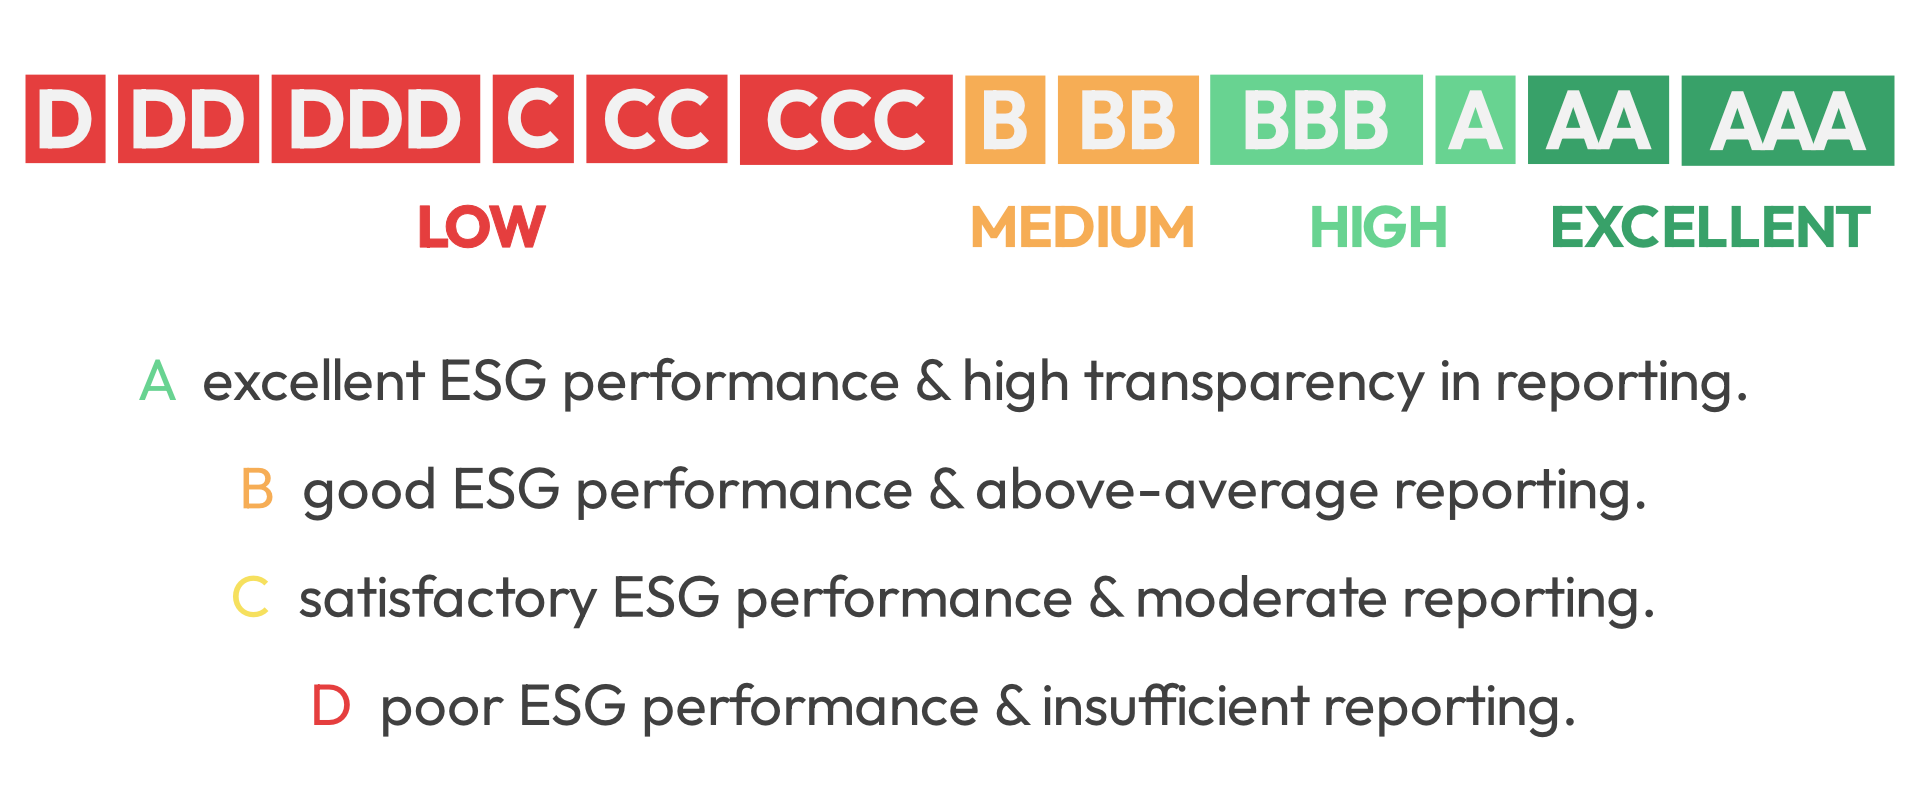 D DD DDD C CC CCC B BB BBB A AA AAA
LOW MEDIUM HIGH EXCELLENT
A excellent ESG performance & high transparency in reporting.
B good ESG performance & above-average reporting.
C satisfactory ESG performance & moderate reporting.
D poor ESG performance & insufficient reporting.